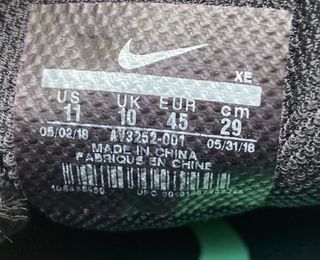 XE
US UK EUR cm
11 10 45 29
05/02/18 AV3252-001 05/31/18
MADE IN CHINA
FABRIQUE EN CHINE